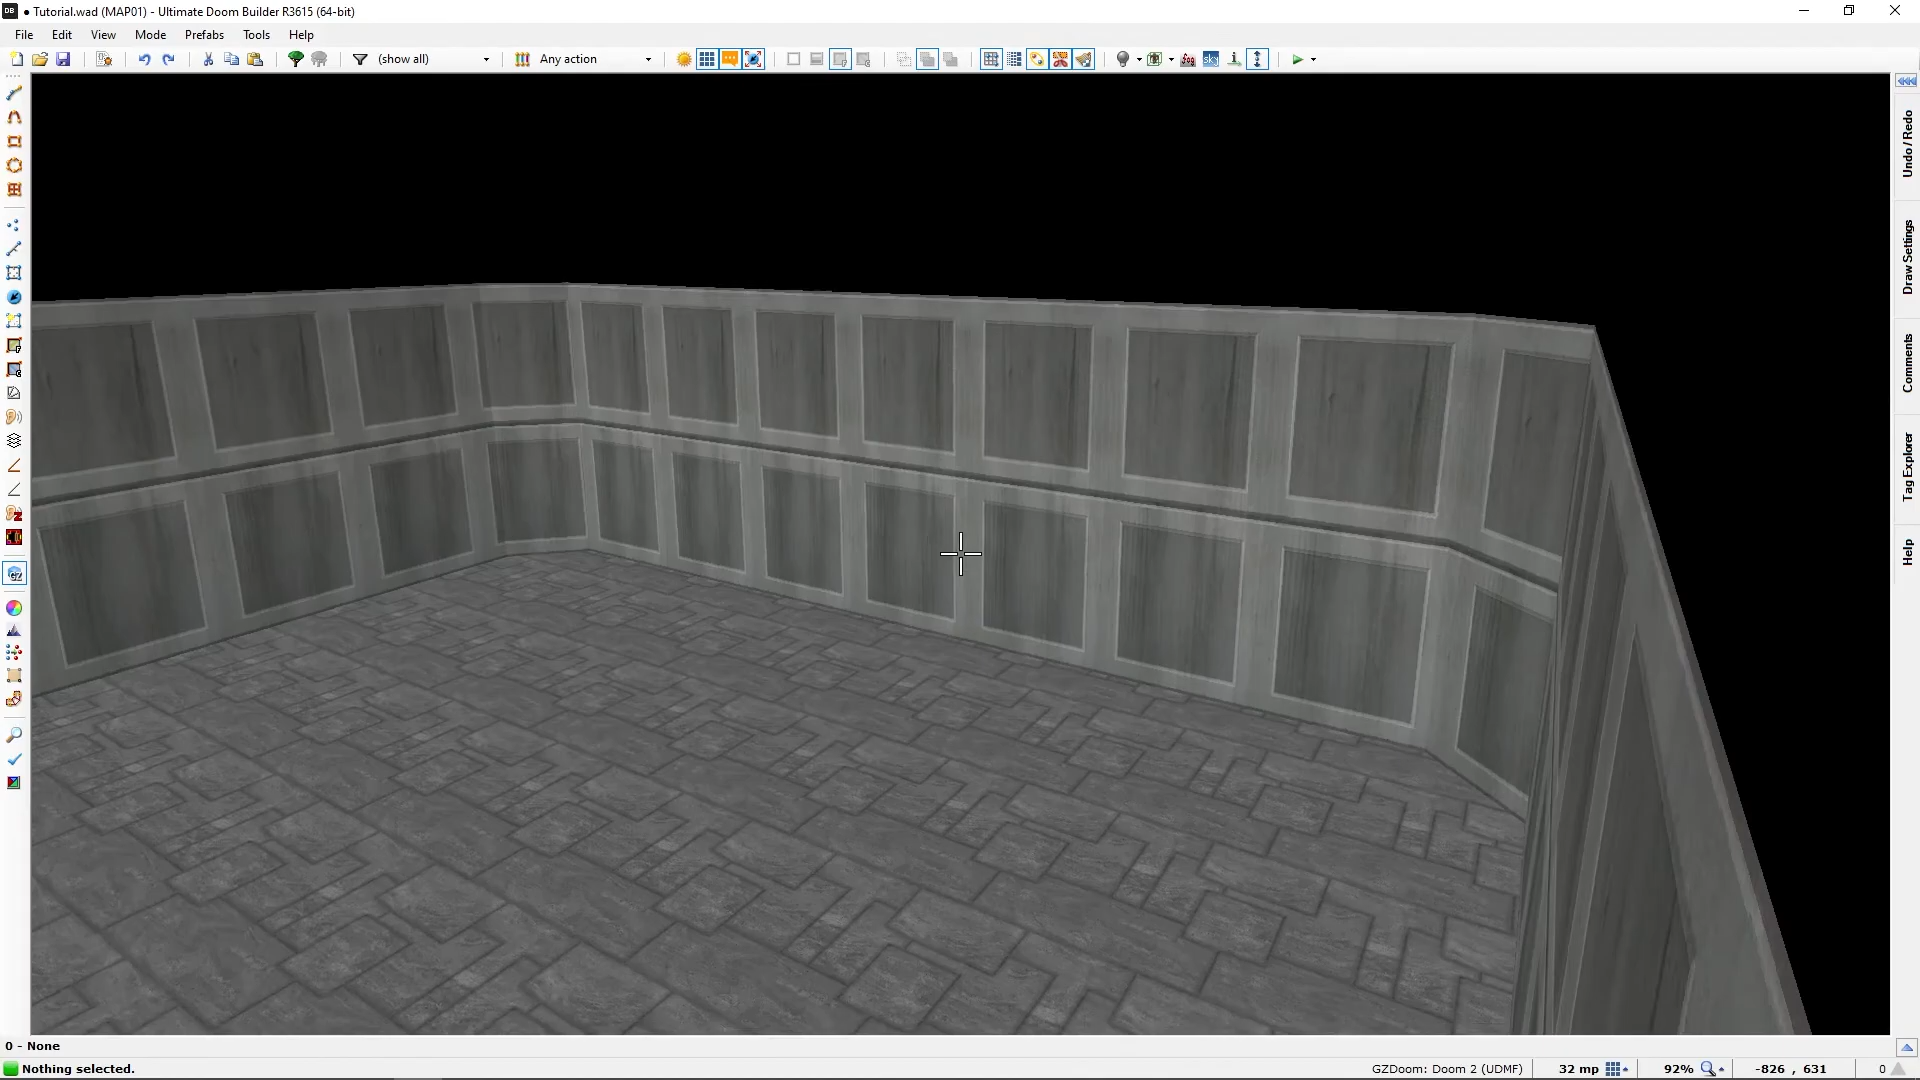 Tutorial.wad (MAP01) - Ultimate Doom Builder R3615 (64-bit)
File Edit View Mode Prefabs Tools Help
(show all) Any action
Undo / Redo
Draw Settings
Comments
Tag Explorer
Help
0 - None
Nothing selected. GZDoom: Doom 2 (UDMF) 32 mp 92% -826 , 631 0